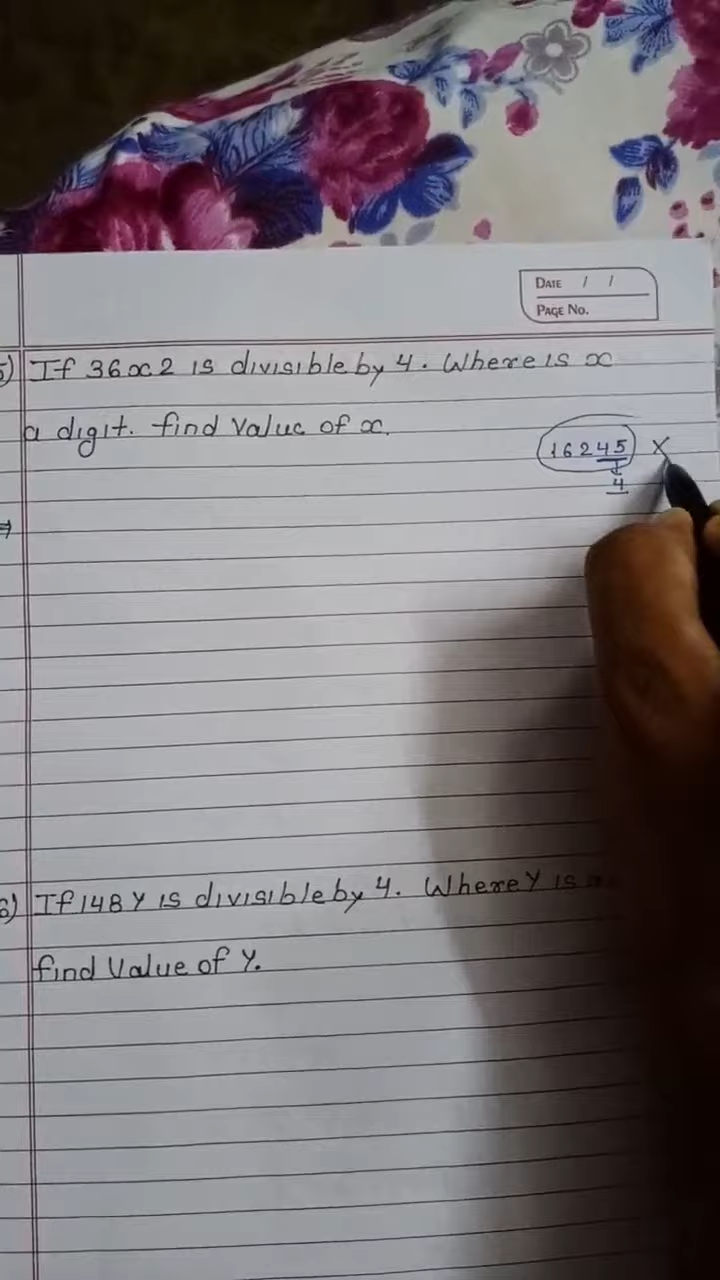 DATE / /
PAGE NO.
5) If 36x2 is divisible by 4. Where is x
a digit. find Value of x.
16245 X
4
⇒
6) If 148Y is divisible by 4. Where Y is
find Value of Y.